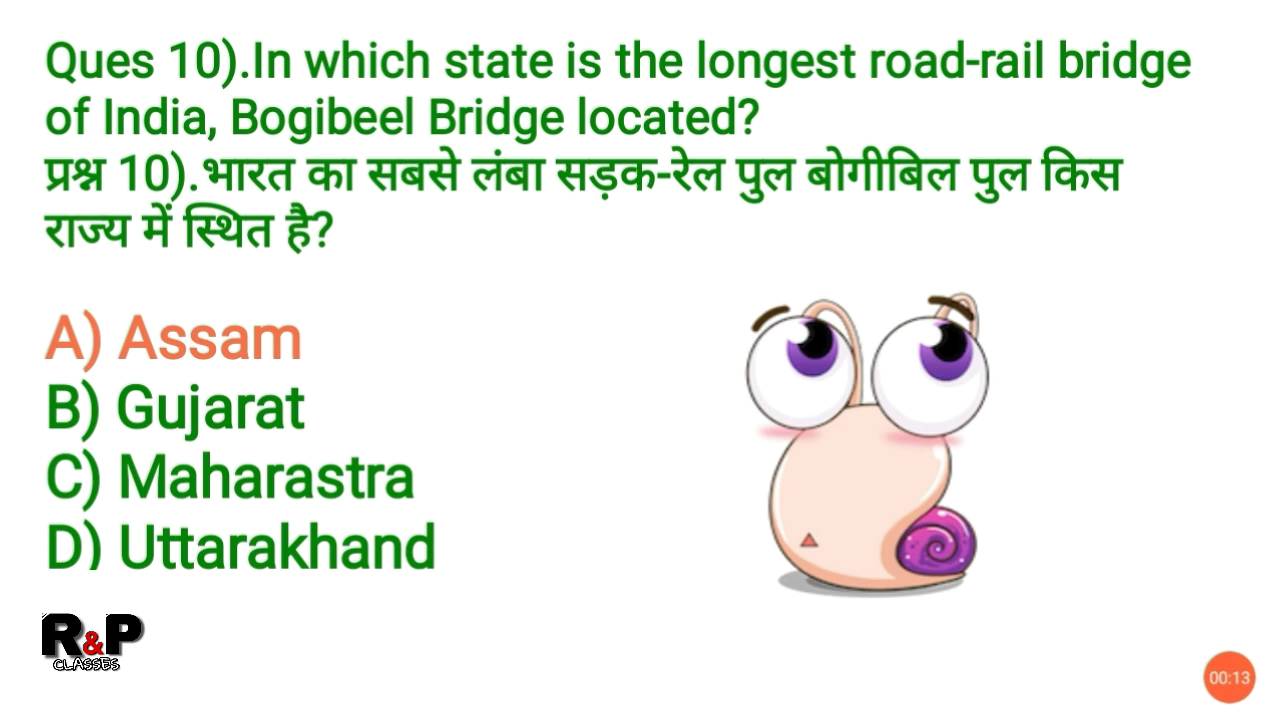 Ques 10).In which state is the longest road-rail bridge
of India, Bogibeel Bridge located?
प्रश्न 10).भारत का सबसे लंबा सड़क-रेल पुल बोगीबिल पुल किस
राज्य में स्थित है?
A) Assam
B) Gujarat
C) Maharastra
D) Uttarakhand
R&P
CLASSES
00:13